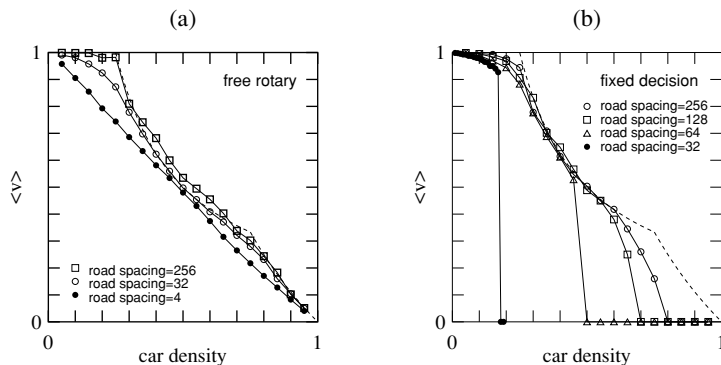 (a)
1
free rotary
<v>
road spacing=256
road spacing=32
road spacing=4
0
0
car density
1
(b)
1
fixed decision
road spacing=256
road spacing=128
road spacing=64
road spacing=32
<v>
0
0
car density
1